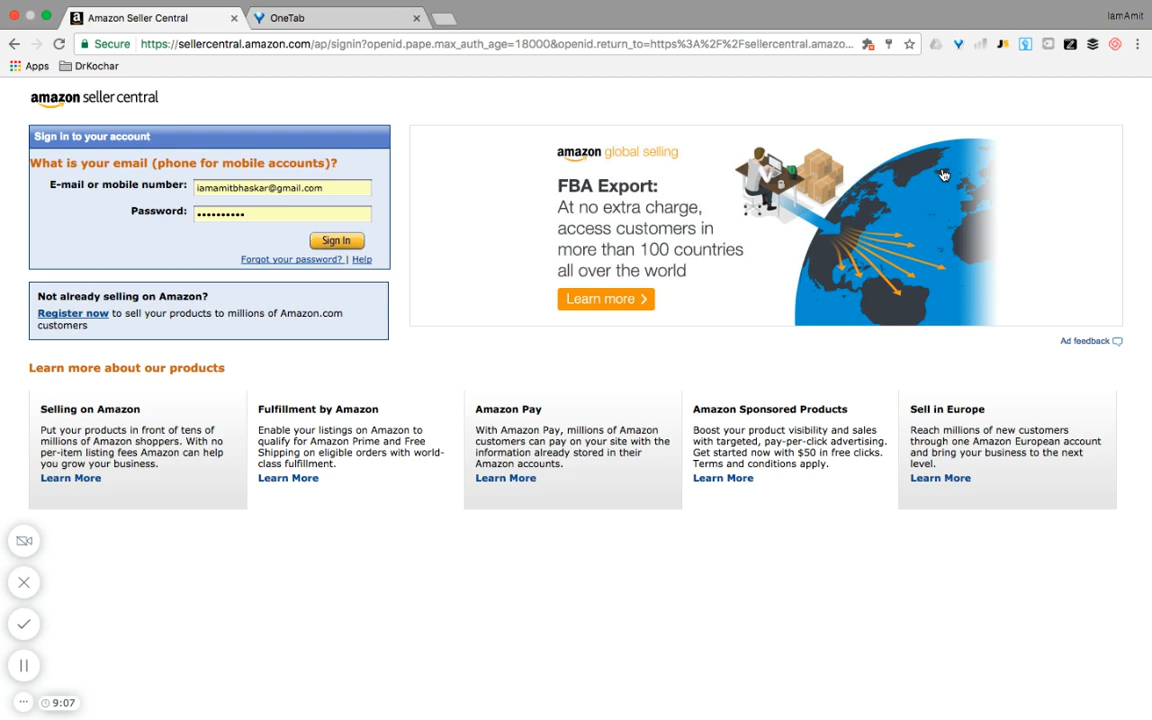 Amazon Seller Central
OneTab
IamAmit
Secure https://sellercentral.amazon.com/ap/signin?openid.pape.max_auth_age=18000&openid.return_to=https%3A%2F%2Fsellercentral.amazo...
Apps DrKochar
amazon seller central
Sign in to your account
What is your email (phone for mobile accounts)?
E-mail or mobile number: iamamitbhaskar@gmail.com
Password: ••••••••••
Sign In
Forgot your password? | Help
Not already selling on Amazon?
Register now to sell your products to millions of Amazon.com
customers
amazon global selling
FBA Export:
At no extra charge,
access customers in
more than 100 countries
all over the world
Learn more
Ad feedback
Learn more about our products
Selling on Amazon
Put your products in front of tens of
millions of Amazon shoppers. With no
per-item listing fees Amazon can help
you grow your business.
Learn More
Fulfillment by Amazon
Enable your listings on Amazon to
qualify for Amazon Prime and Free
Shipping on eligible orders with world-
class fulfillment.
Learn More
Amazon Pay
With Amazon Pay, millions of Amazon
customers can pay on your site with the
information already stored in their
Amazon accounts.
Learn More
Amazon Sponsored Products
Boost your product visibility and sales
with targeted, pay-per-click advertising.
Get started now with $50 in free clicks.
Terms and conditions apply.
Learn More
Sell in Europe
Reach millions of new customers
through one Amazon European account
and bring your business to the next
level.
Learn More
9:07